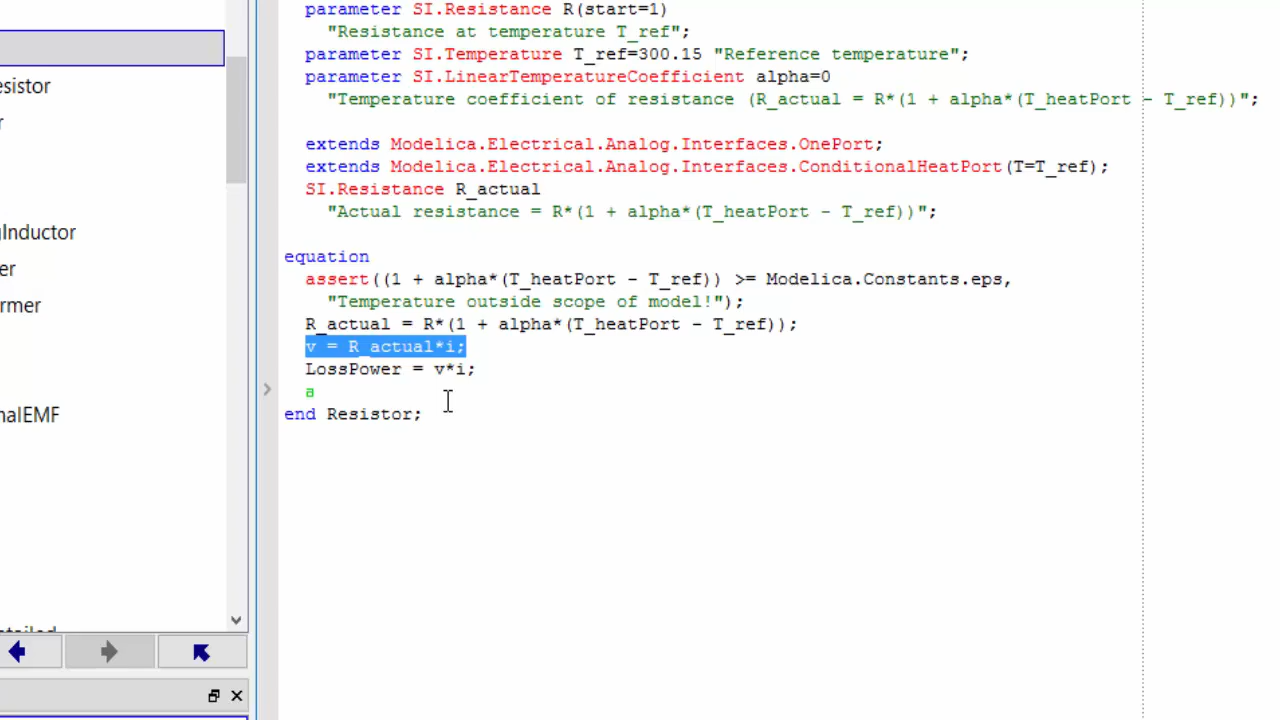 parameter SI.Resistance R(start=1)
"Resistance at temperature T_ref";
parameter SI.Temperature T_ref=300.15 "Reference temperature";
parameter SI.LinearTemperatureCoefficient alpha=0
"Temperature coefficient of resistance (R_actual = R*(1 + alpha*(T_heatPort - T_ref))";
extends Modelica.Electrical.Analog.Interfaces.OnePort;
extends Modelica.Electrical.Analog.Interfaces.ConditionalHeatPort(T=T_ref);
SI.Resistance R_actual
"Actual resistance = R*(1 + alpha*(T_heatPort - T_ref))";
equation
assert((1 + alpha*(T_heatPort - T_ref)) >= Modelica.Constants.eps,
"Temperature outside scope of model!");
R_actual = R*(1 + alpha*(T_heatPort - T_ref));
v = R_actual*i;
LossPower = v*i;
a
end Resistor;
esistor
r
gInductor
er
rmer
nalEMF